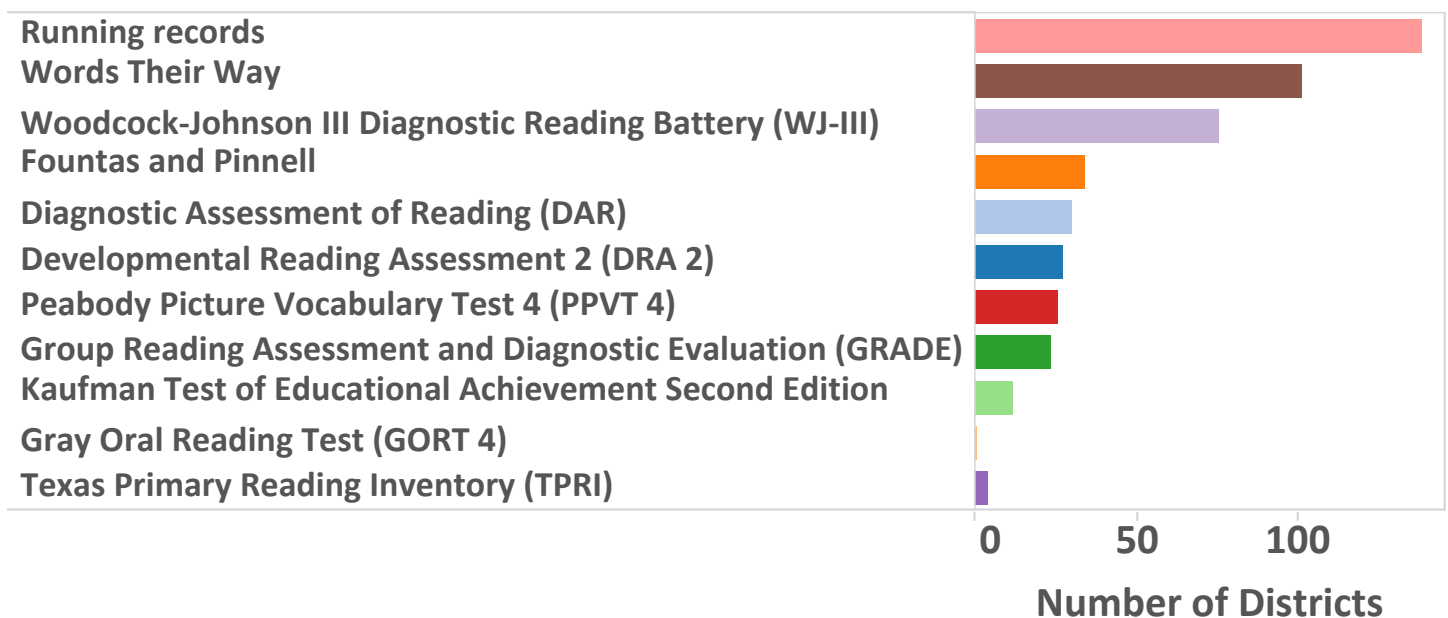 Running records
Words Their Way
Woodcock-Johnson III Diagnostic Reading Battery (WJ-III)
Fountas and Pinnell
Diagnostic Assessment of Reading (DAR)
Developmental Reading Assessment 2 (DRA 2)
Peabody Picture Vocabulary Test 4 (PPVT 4)
Group Reading Assessment and Diagnostic Evaluation (GRADE)
Kaufman Test of Educational Achievement Second Edition
Gray Oral Reading Test (GORT 4)
Texas Primary Reading Inventory (TPRI)
0 50 100
Number of Districts